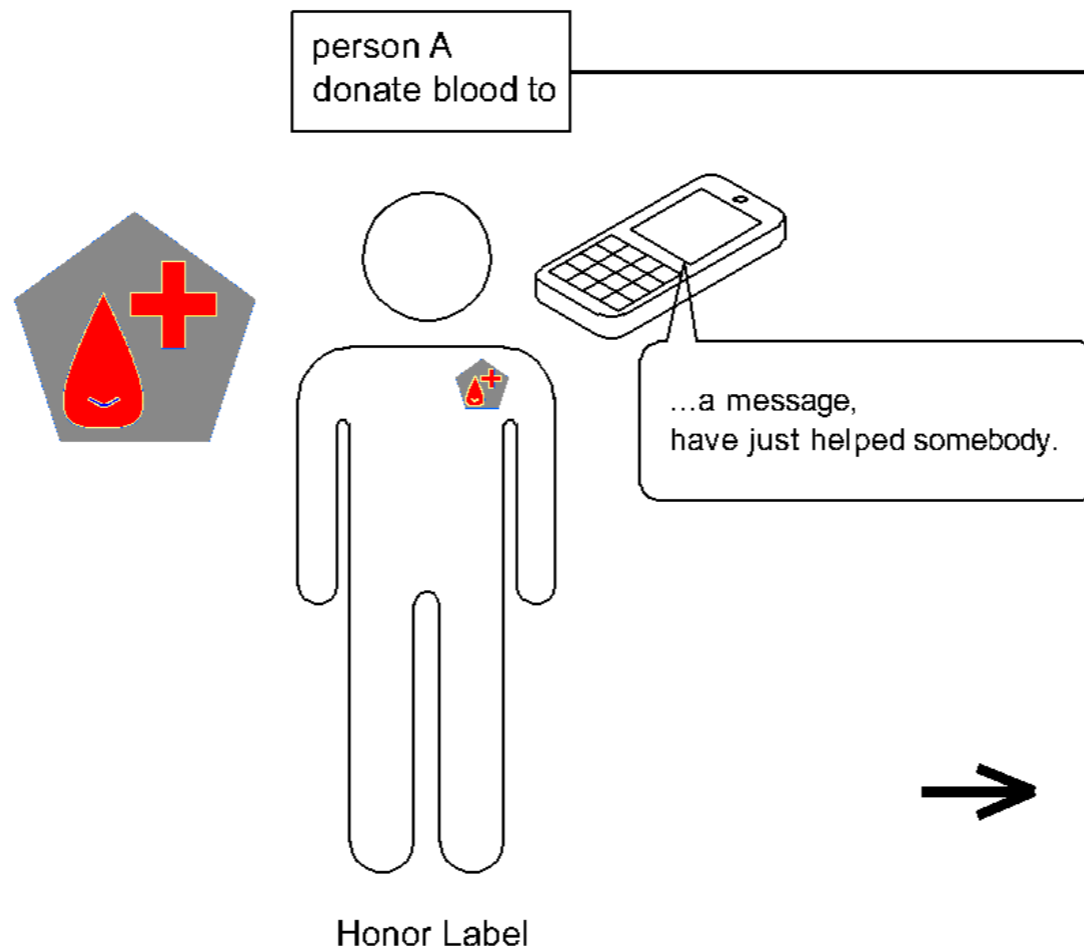 person A
donate blood to
...a message,
have just helped somebody.
Honor Label